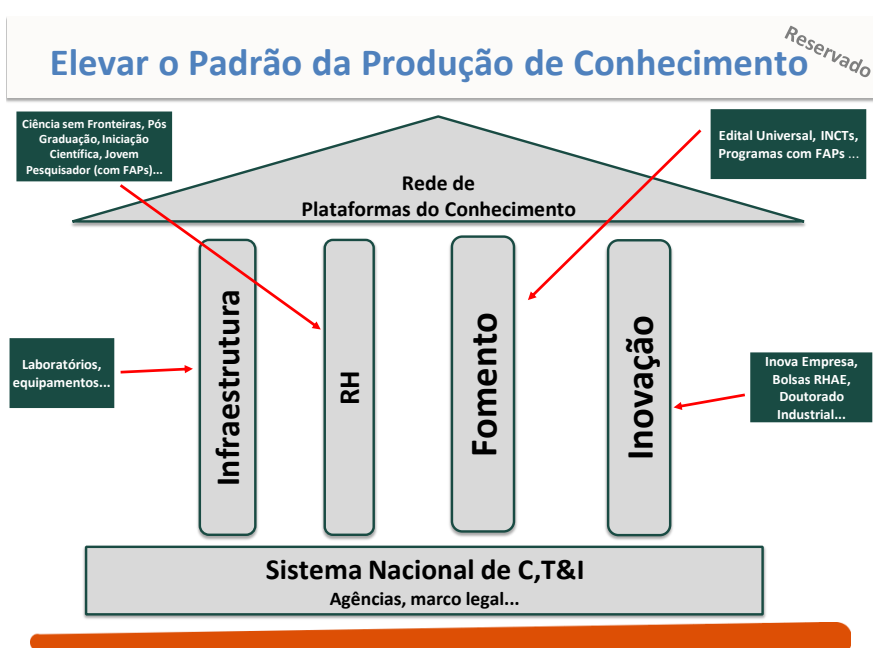 Elevar o Padrão da Produção de Conhecimento
Reservado
Ciência sem Fronteiras, Pós
Graduação, Iniciação
Científica, Jovem
Pesquisador (com FAPs)...
Edital Universal, INCTs,
Programas com FAPs ...
Rede de
Plataformas do Conhecimento
Infraestrutura
RH
Fomento
Inovação
Laboratórios,
equipamentos...
Inova Empresa,
Bolsas RHAE,
Doutorado
Industrial...
Sistema Nacional de C,T&I
Agências, marco legal...